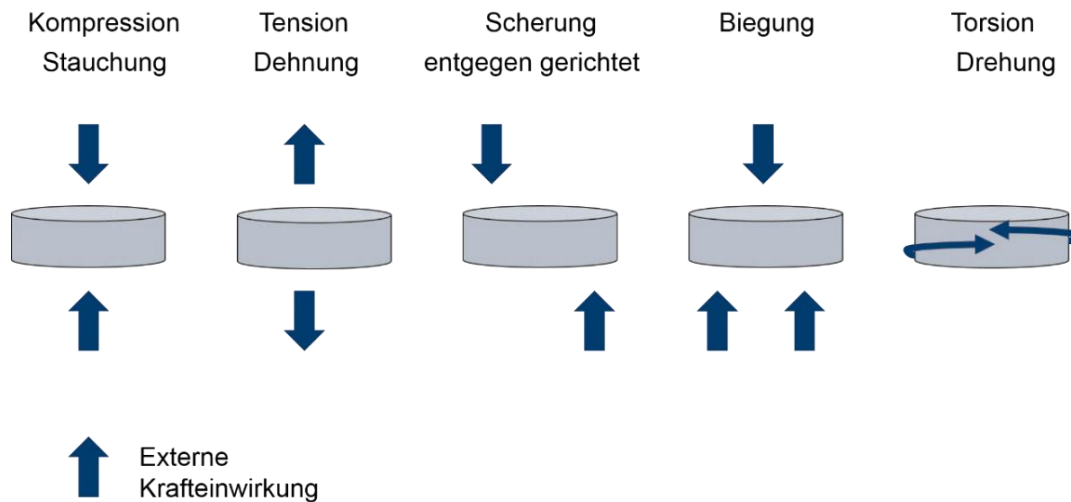 Kompression
Stauchung
Tension
Dehnung
Scherung
entgegen gerichtet
Biegung
Torsion
Drehung
Externe
Krafteinwirkung